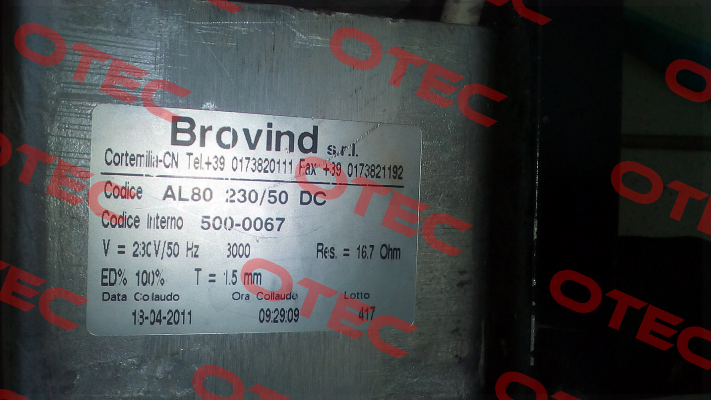 Brovind s.r.l.
Cortemilia-CN Tel.+39 0173820111 Fax +39 0173821192
Codice AL80 230/50 DC
Codice Interno 500-0067
V = 230V/50 Hz 3000 Res. = 16.7 Ohm
ED% 100% T = 1.5 mm
Data Collaudo Ora Collaudo Lotto
18-04-2011 09:29:09 417
OTEC
OTEC
OTEC
OTEC
OTEC
OTEC
OTEC
OTEC
OTEC
OTEC